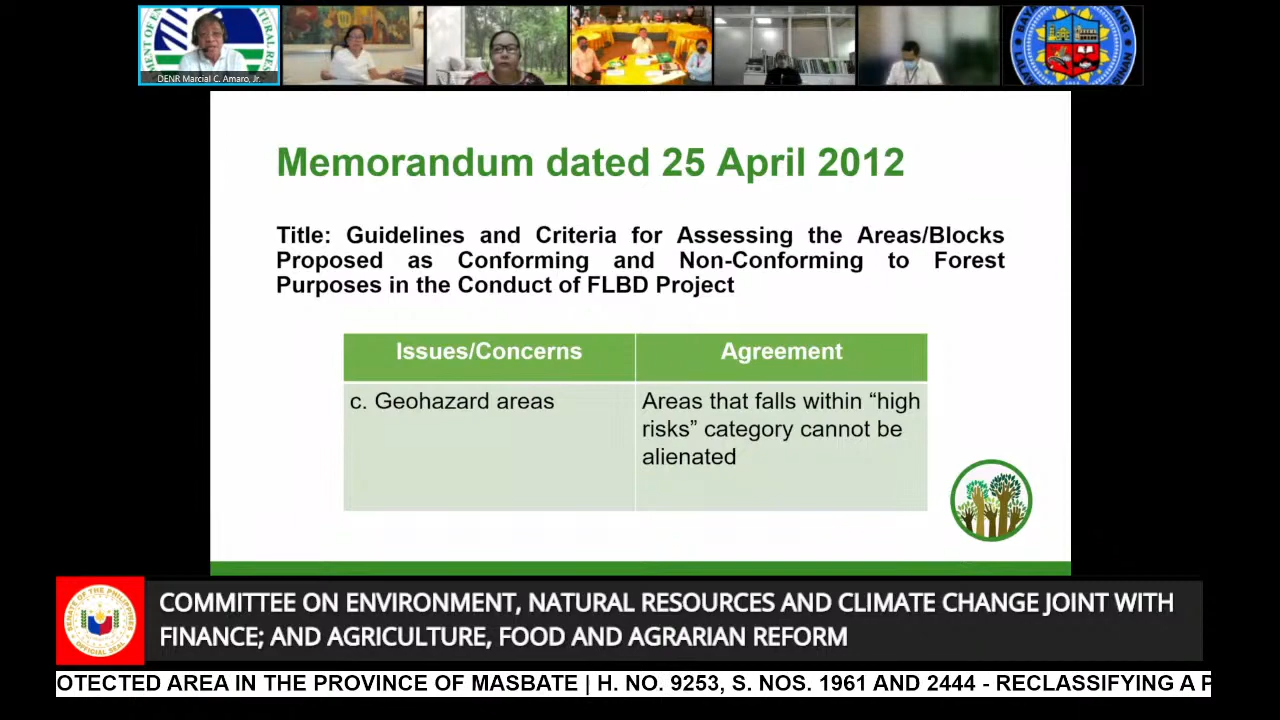 DENR Marcial C. Amaro, Jr.
Memorandum dated 25 April 2012
Title: Guidelines and Criteria for Assessing the Areas/Blocks
Proposed as Conforming and Non-Conforming to Forest
Purposes in the Conduct of FLBD Project
Issues/Concerns
Agreement
c. Geohazard areas
Areas that falls within “high
risks” category cannot be
alienated
COMMITTEE ON ENVIRONMENT, NATURAL RESOURCES AND CLIMATE CHANGE JOINT WITH
FINANCE; AND AGRICULTURE, FOOD AND AGRARIAN REFORM
OTECTED AREA IN THE PROVINCE OF MASBATE | H. NO. 9253, S. NOS. 1961 AND 2444 - RECLASSIFYING A P